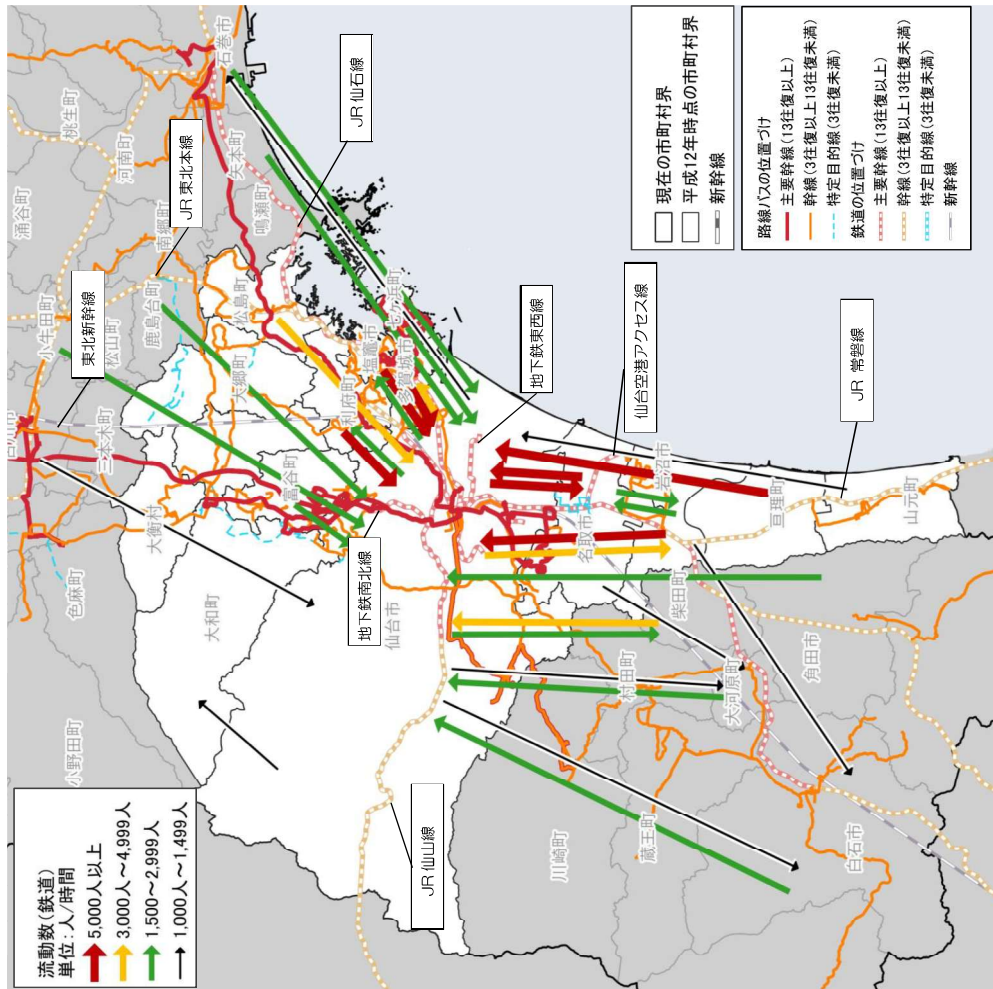 流動数(鉄道)
単位:人/時間
5,000人以上
3,000人～4,999人
1,500～2,999人
1,000人～1,499人
現在の市町村界
平成12年時点の市町村界
新幹線
路線バスの位置づけ
主要幹線(13往復以上)
幹線(3往復以上13往復未満)
特定目的線(3往復未満)
鉄道の位置づけ
主要幹線(13往復以上)
幹線(3往復以上13往復未満)
特定目的線(3往復未満)
新幹線
東北新幹線
JR東北本線
JR仙石線
地下鉄東西線
仙台空港アクセス線
JR 常磐線
地下鉄南北線
JR仙山線
小野田町
色麻町
三本木町
松山町
小牛田町
涌谷町
桃生町
河南町
石巻市
矢本町
鳴瀬町
南郷町
鹿島台町
松島町
大郷町
大衡村
大和町
富谷町
利府町
塩竈市
七ヶ浜町
多賀城市
仙台市
名取市
岩沼市
亘理町
山元町
柴田町
村田町
大河原町
角田市
川崎町
蔵王町
白石市